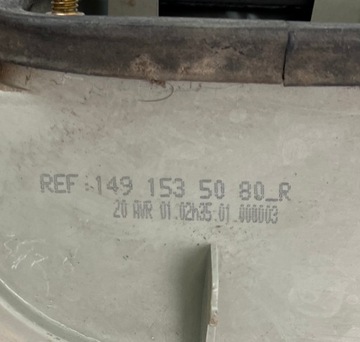 REF:149 153 50 80_R
20 AVR 01 02h35 01 000003